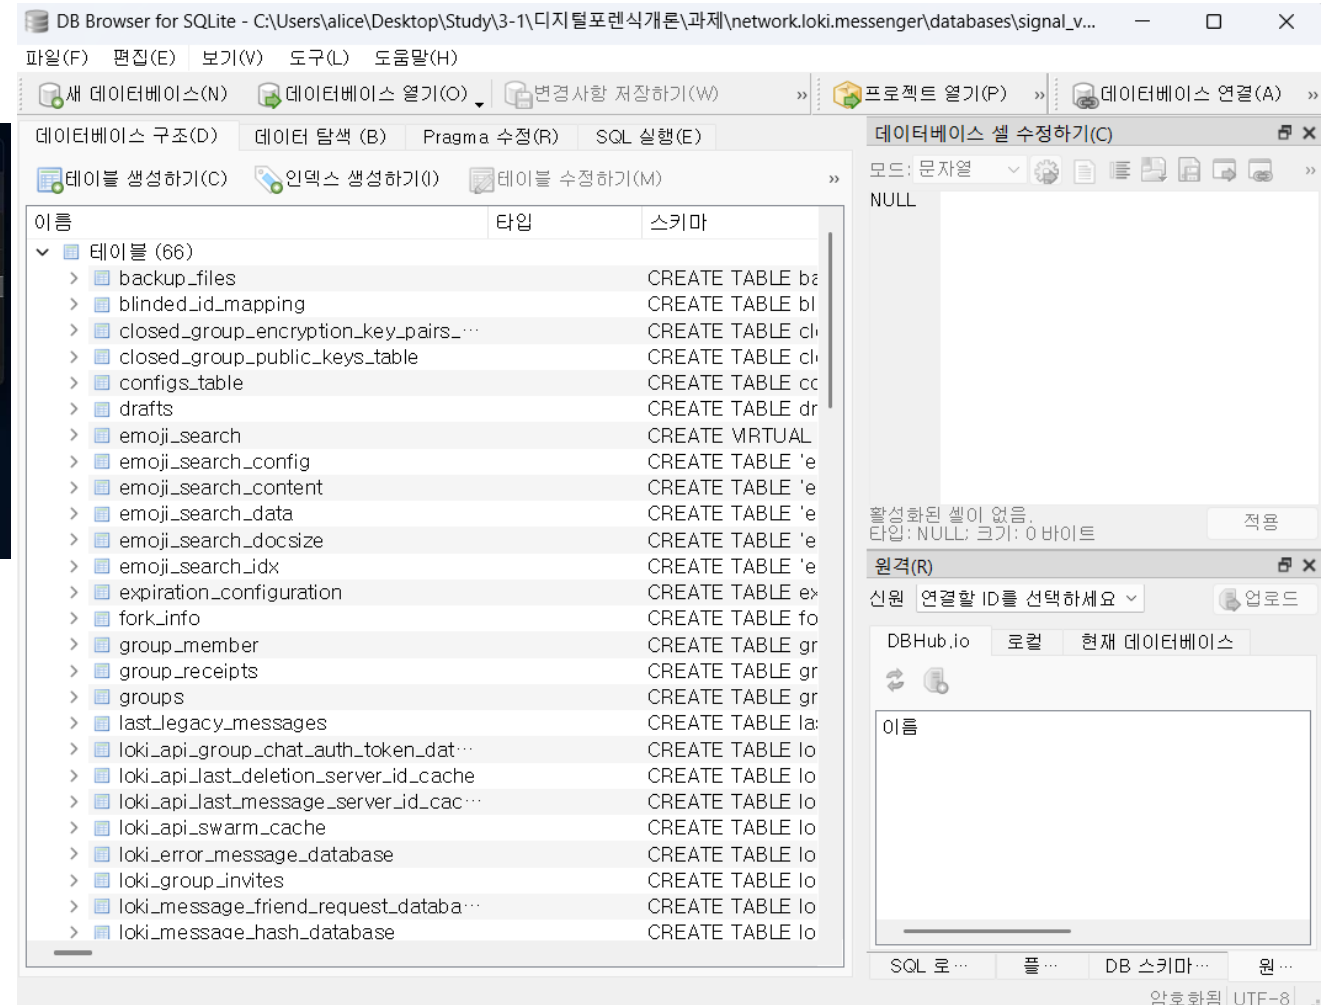 DB Browser for SQLite - C:\Users\alice\Desktop\Study\3-1\디지털포렌식개론\과제\network.loki.messenger\databases\signal_v...
파일(F) 편집(E) 보기(V) 도구(L) 도움말(H)
새 데이터베이스(N) 데이터베이스 열기(O) 변경사항 저장하기(W) » 프로젝트 열기(P) » 데이터베이스 연결(A) »
데이터베이스 구조(D) 데이터 탐색 (B) Pragma 수정(R) SQL 실행(E)
테이블 생성하기(C) 인덱스 생성하기(I) 테이블 수정하기(M) »
이름 타입 스키마
테이블 (66)
backup_files CREATE TABLE ba
blinded_id_mapping CREATE TABLE bl
closed_group_encryption_key_pairs_… CREATE TABLE cl
closed_group_public_keys_table CREATE TABLE cl
configs_table CREATE TABLE co
drafts CREATE TABLE dr
emoji_search CREATE VIRTUAL
emoji_search_config CREATE TABLE 'e
emoji_search_content CREATE TABLE 'e
emoji_search_data CREATE TABLE 'e
emoji_search_docsize CREATE TABLE 'e
emoji_search_idx CREATE TABLE 'e
expiration_configuration CREATE TABLE ex
fork_info CREATE TABLE fo
group_member CREATE TABLE gr
group_receipts CREATE TABLE gr
groups CREATE TABLE gr
last_legacy_messages CREATE TABLE la
loki_api_group_chat_auth_token_dat… CREATE TABLE lo
loki_api_last_deletion_server_id_cache CREATE TABLE lo
loki_api_last_message_server_id_cac… CREATE TABLE lo
loki_api_swarm_cache CREATE TABLE lo
loki_error_message_database CREATE TABLE lo
loki_group_invites CREATE TABLE lo
loki_message_friend_request_databa… CREATE TABLE lo
loki_message_hash_database CREATE TABLE lo
데이터베이스 셀 수정하기(C)
모드: 문자열 »
NULL
활성화된 셀이 없음.
타입: NULL; 크기: 0 바이트
적용
원격(R)
신원 연결할 ID를 선택하세요 업로드
DBHub.io 로컬 현재 데이터베이스
이름
SQL 로… 플… DB 스키마… 원…
암호화됨 UTF-8